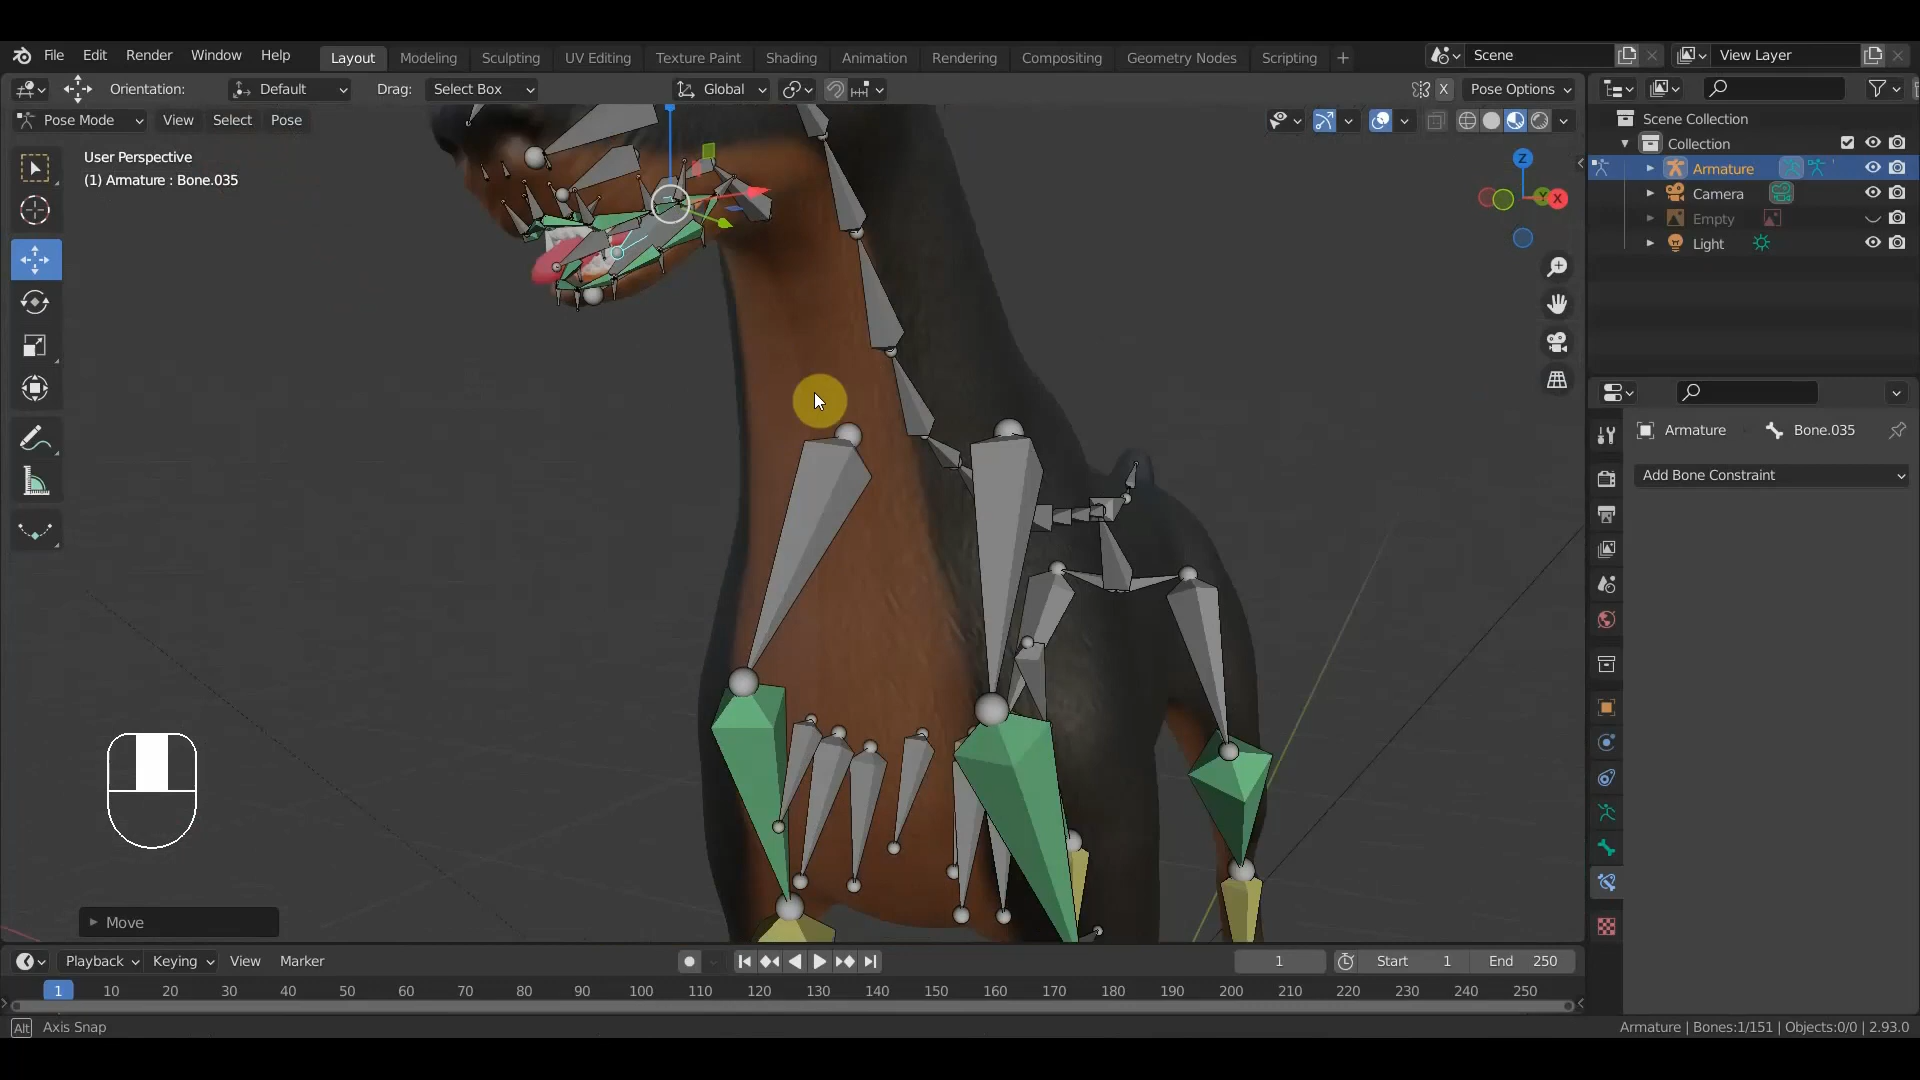 File Edit Render Window Help Layout Modeling Sculpting UV Editing Texture Paint Shading Animation Rendering Compositing Geometry Nodes Scripting + Scene View Layer
Orientation: Default Drag: Select Box Global X Pose Options
Pose Mode View Select Pose
User Perspective
(1) Armature : Bone.035
Z
Y
X
Scene Collection
Collection
Armature
Camera
Empty
Light
Armature Bone.035
Add Bone Constraint
Move
Playback Keying View Marker 1 Start 1 End 250
1 10 20 30 40 50 60 70 80 90 100 110 120 130 140 150 160 170 180 190 200 210 220 230 240 250
Alt Axis Snap Armature | Bones:1/151 | Objects:0/0 | 2.93.0